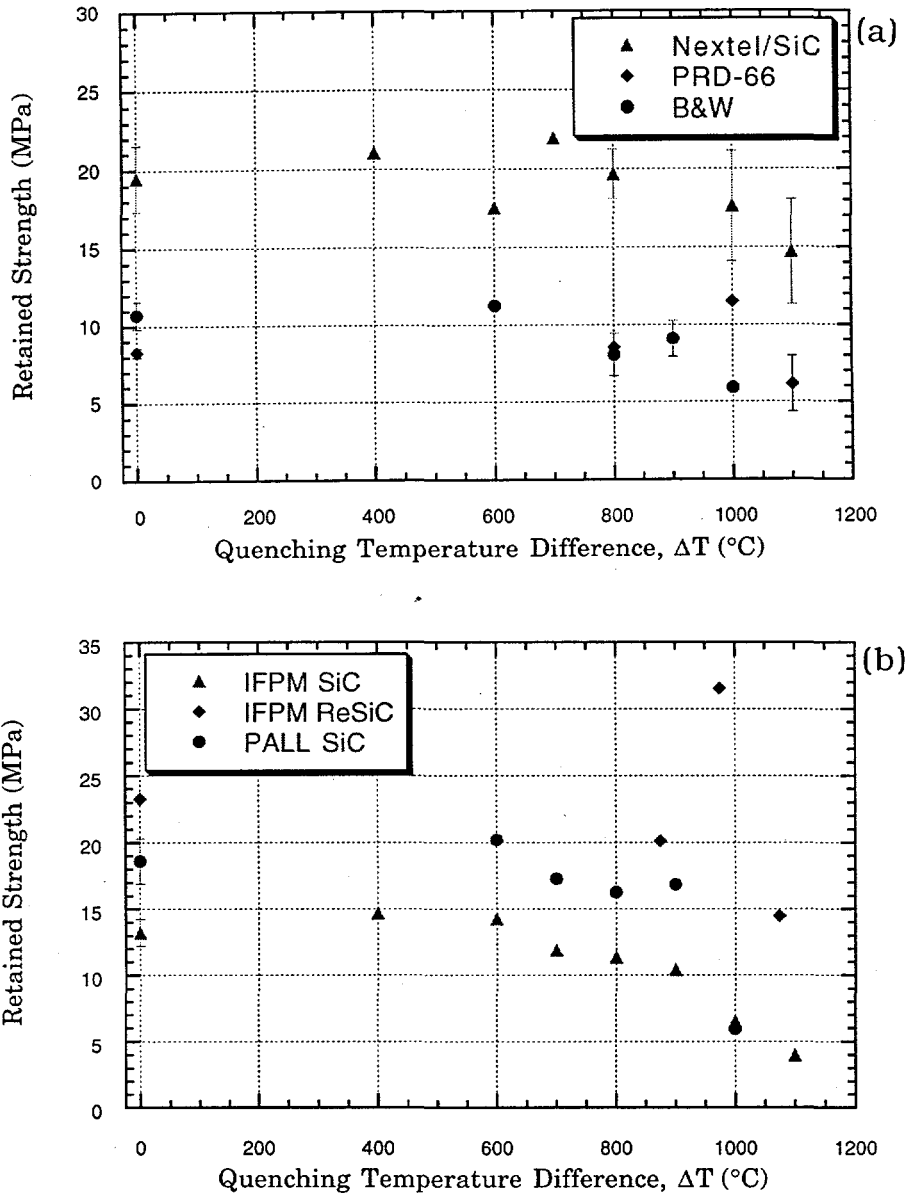 30
25
20
15
10
5
0
Retained Strength (MPa)
(a)
Nextel/SiC
PRD-66
B&W
0 200 400 600 800 1000 1200
Quenching Temperature Difference, ΔT (°C)
35
30
25
20
15
10
5
0
Retained Strength (MPa)
(b)
IFPM SiC
IFPM ReSiC
PALL SiC
0 200 400 600 800 1000 1200
Quenching Temperature Difference, ΔT (°C)